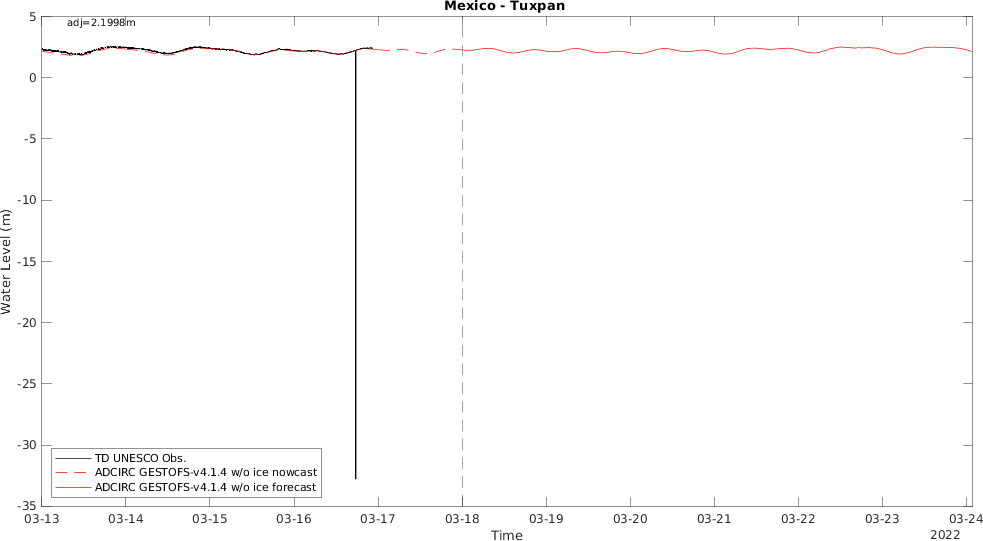 Mexico - Tuxpan
adj=2.1998m
5
0
-5
-10
-15
-20
-25
-30
-35
Water Level (m)
TD UNESCO Obs.
ADCIRC GESTOFS-v4.1.4 w/o ice nowcast
ADCIRC GESTOFS-v4.1.4 w/o ice forecast
03-13 03-14 03-15 03-16 03-17 03-18 03-19 03-20 03-21 03-22 03-23 03-24
Time
2022